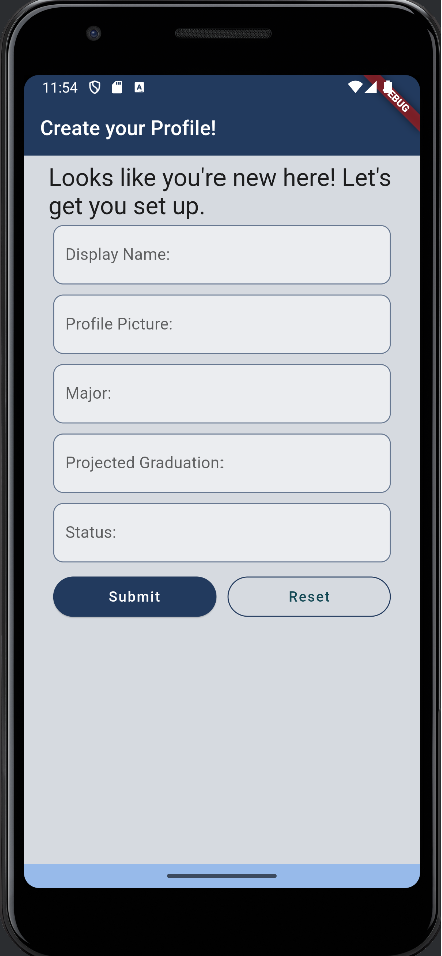 11:54
DEBUG
Create your Profile!
Looks like you're new here! Let's
get you set up.
Display Name:
Profile Picture:
Major:
Projected Graduation:
Status:
Submit
Reset